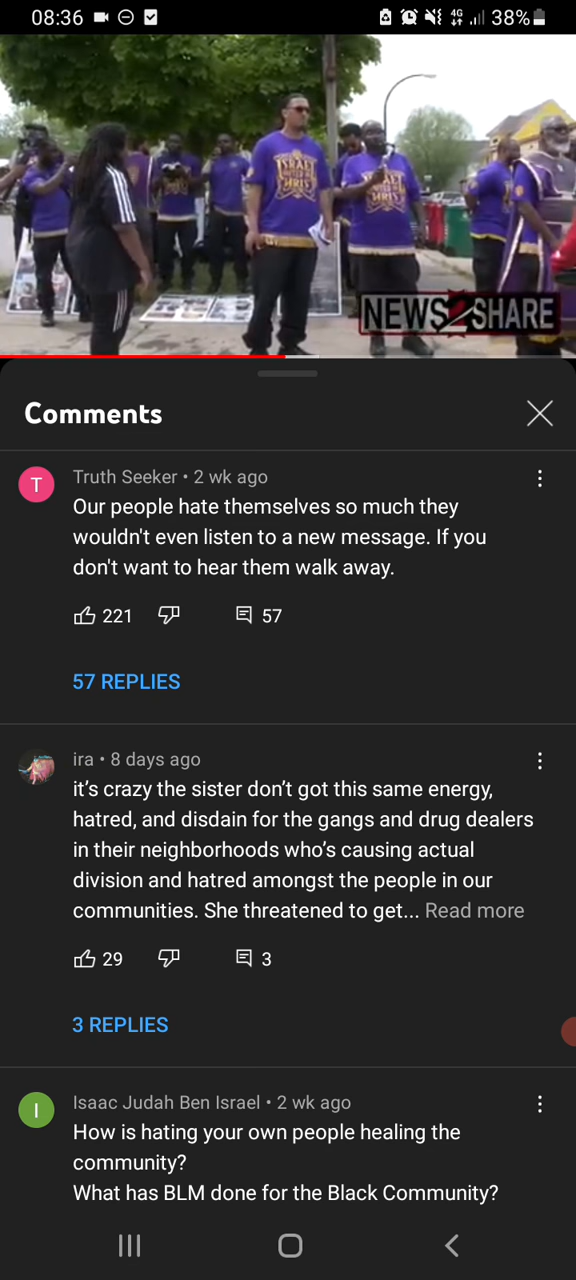 08:36
4G
38%
ISRAEL
UNITED IN
CHRIST
NEWS2SHARE
Comments
T
Truth Seeker • 2 wk ago
Our people hate themselves so much they
wouldn't even listen to a new message. If you
don't want to hear them walk away.
221
57
57 REPLIES
ira • 8 days ago
it’s crazy the sister don’t got this same energy,
hatred, and disdain for the gangs and drug dealers
in their neighborhoods who’s causing actual
division and hatred amongst the people in our
communities. She threatened to get... Read more
29
3
3 REPLIES
I
Isaac Judah Ben Israel • 2 wk ago
How is hating your own people healing the
community?
What has BLM done for the Black Community?